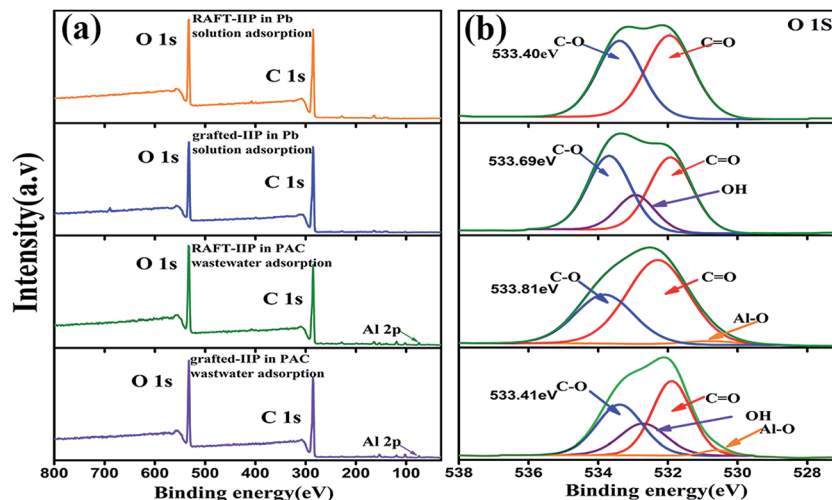 (a)
RAFT-IIP in Pb
solution adsorption
O 1s
C 1s
grafted-IIP in Pb
solution adsorption
O 1s
C 1s
RAFT-IIP in PAC
wastewater adsorption
O 1s
C 1s
Al 2p
grafted-IIP in PAC
wastwater adsorption
O 1s
C 1s
Al 2p
Intensity(a.v)
800 700 600 500 400 300 200 100
Binding energy(eV)
(b)
O 1S
533.40eV
C-O
C=O
533.69eV
C-O
C=O
OH
533.81eV
C-O
C=O
Al-O
533.41eV
C-O
C=O
OH
Al-O
538 536 534 532 530 528
Binding energy(eV)